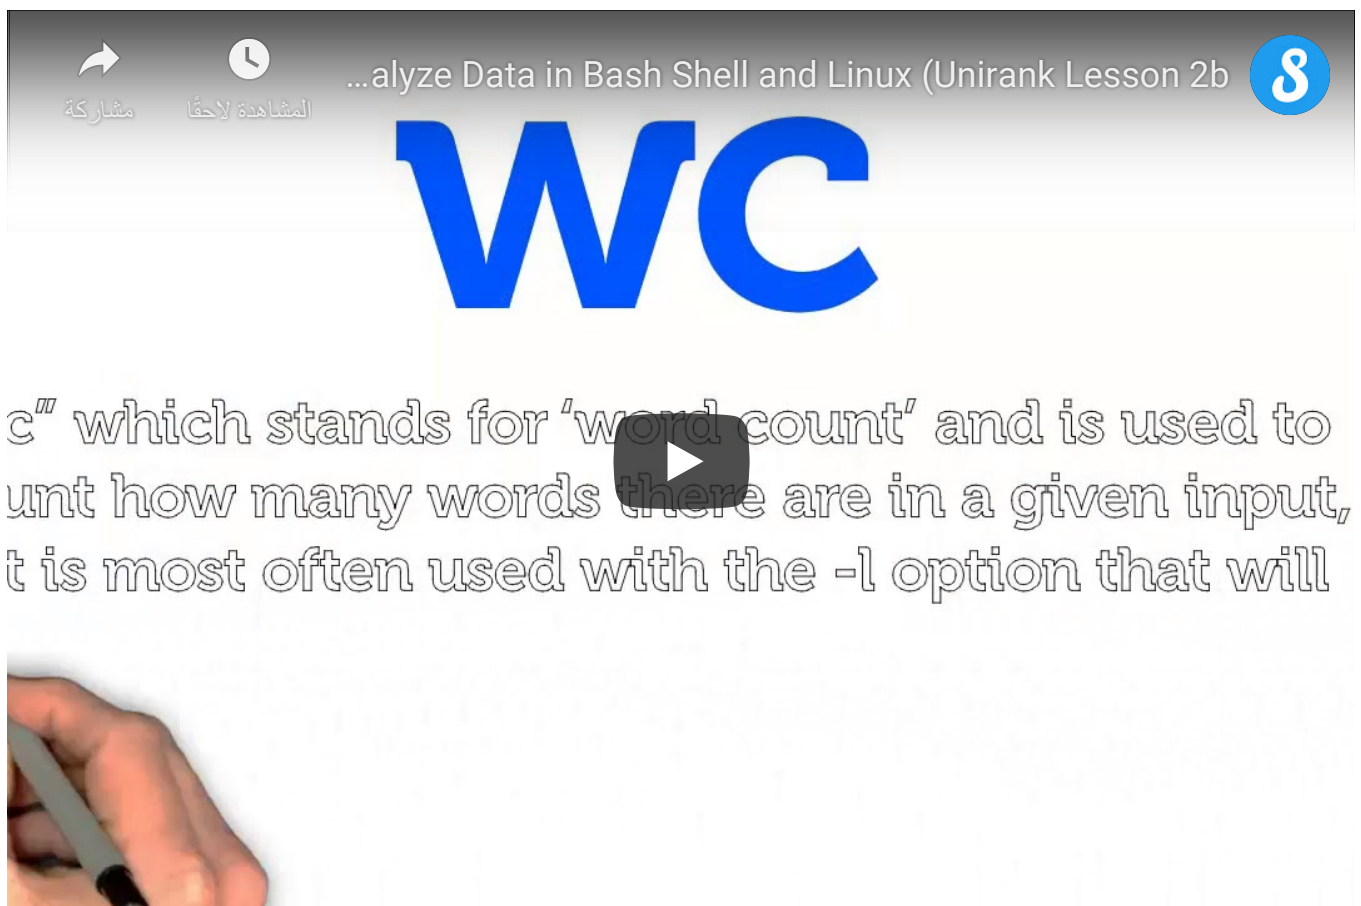 ...alyze Data in Bash Shell and Linux (Unirank Lesson 2b
المشاهدة لاحقًا
مشاركة
WC
c” which stands for ‘word count’ and is used to
unt how many words there are in a given input,
t is most often used with the -l option that will